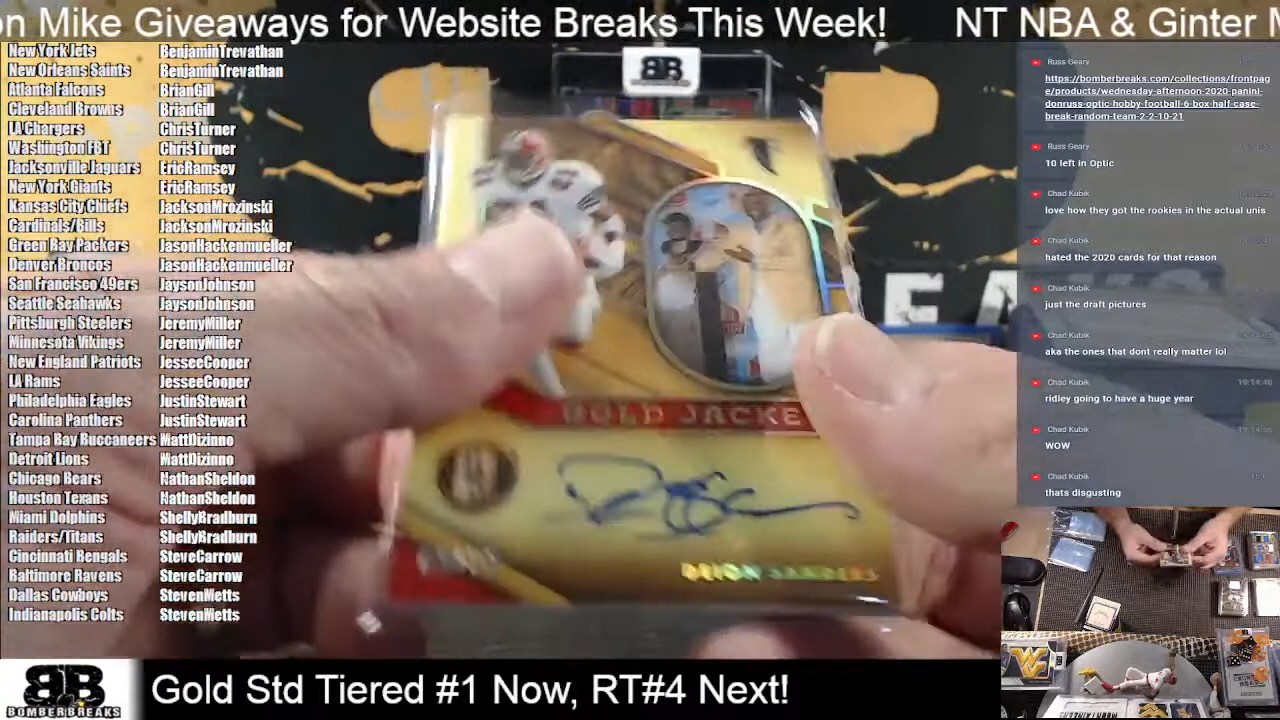 on Mike Giveaways for Website Breaks This Week! NT NBA & Ginter M
New York Jets BenjaminTrevathan
New Orleans Saints BenjaminTrevathan
Atlanta Falcons BrianGill
Cleveland Browns BrianGill
LA Chargers ChrisTurner
Washington FBT ChrisTurner
Jacksonville Jaguars EricRamsey
New York Giants EricRamsey
Kansas City Chiefs JacksonMrozinski
Cardinals/Bills JacksonMrozinski
Green Bay Packers JasonHackenmueller
Denver Broncos JasonHackenmueller
San Francisco 49ers JaysonJohnson
Seattle Seahawks JaysonJohnson
Pittsburgh Steelers JeremyMiller
Minnesota Vikings JeremyMiller
New England Patriots JesseeCooper
LA Rams JesseeCooper
Philadelphia Eagles JustinStewart
Carolina Panthers JustinStewart
Tampa Bay Buccaneers MattDizinno
Detroit Lions MattDizinno
Chicago Bears NathanSheldon
Houston Texans NathanSheldon
Miami Dolphins ShellyBradburn
Raiders/Titans ShellyBradburn
Cincinnati Bengals SteveCarrow
Baltimore Ravens SteveCarrow
Dallas Cowboys StevenMetts
Indianapolis Colts StevenMetts
BB
GOLD JACKE
DEION SANDERS
Russ Geary
https://bomberbreaks.com/collections/frontpag
e/products/wednesday-afternoon-2020-panini-
donruss-optic-hobby-football-6-box-half-case-
break-random-team-2-2-10-21
Russ Geary
10 left in Optic
Chad Kubik
love how they got the rookies in the actual unis
Chad Kubik
hated the 2020 cards for that reason
Chad Kubik
just the draft pictures
Chad Kubik
aka the ones that dont really matter lol
Chad Kubik
ridley going to have a huge year
Chad Kubik
WOW
Chad Kubik
thats disgusting
BB
BOMBERBREAKS
Gold Std Tiered #1 Now, RT#4 Next!